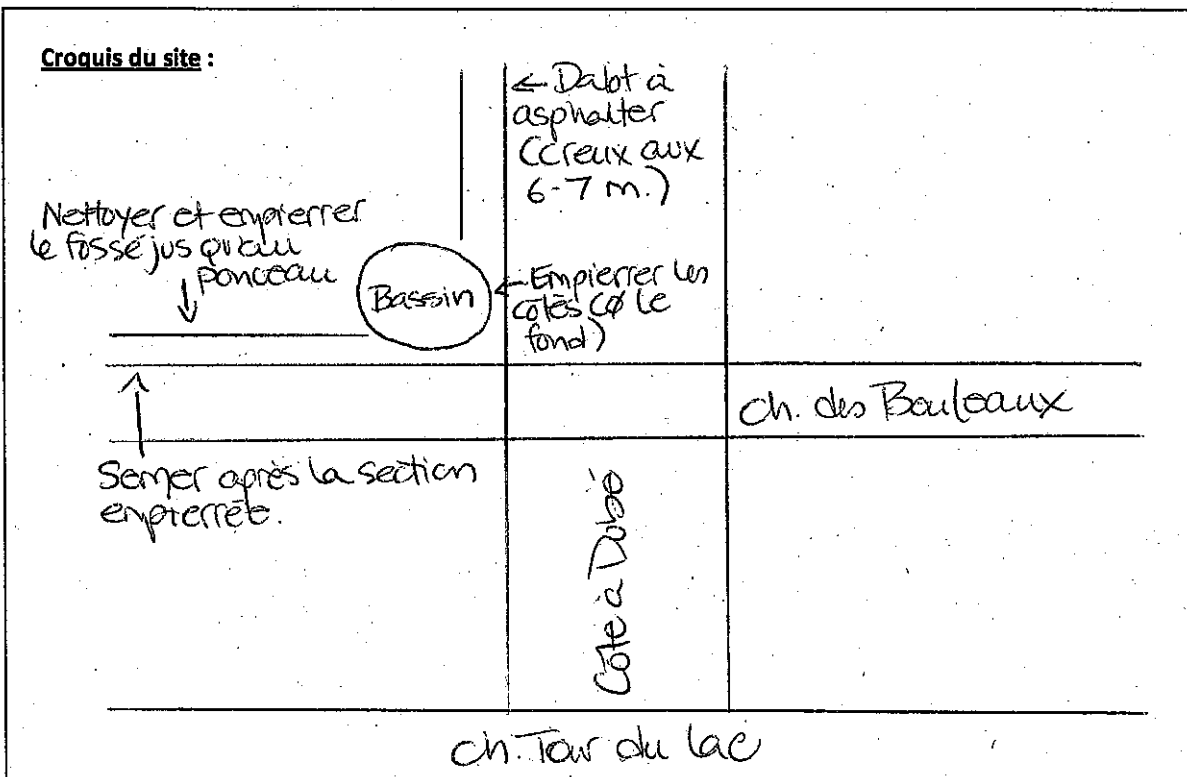 Croquis du site :
← Dalot à
asphalter
(creux aux
6-7 m.)
Nettoyer et empierrer
le fossé jusqu'au
ponceau
Bassin
← Empierrer les
côtés (Ø le
fond)
ch. des Bouleaux
Semer après la section
empierrée.
Côte à Dubé
ch. Tour du lac